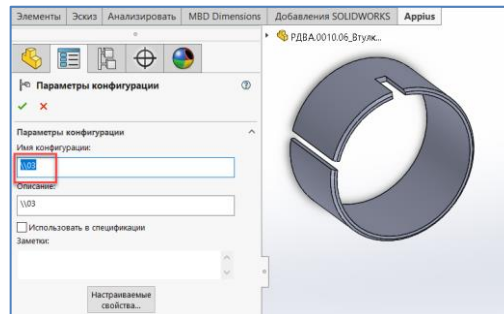 Элементы Эскиз Анализировать MBD Dimensions Добавления SOLIDWORKS Appius
РДВА.0010.06_Втулк...
Параметры конфигурации
Параметры конфигурации
Имя конфигурации:
\\03
Описание:
\\03
Использовать в спецификации
Заметки:
Настраиваемые
свойства...